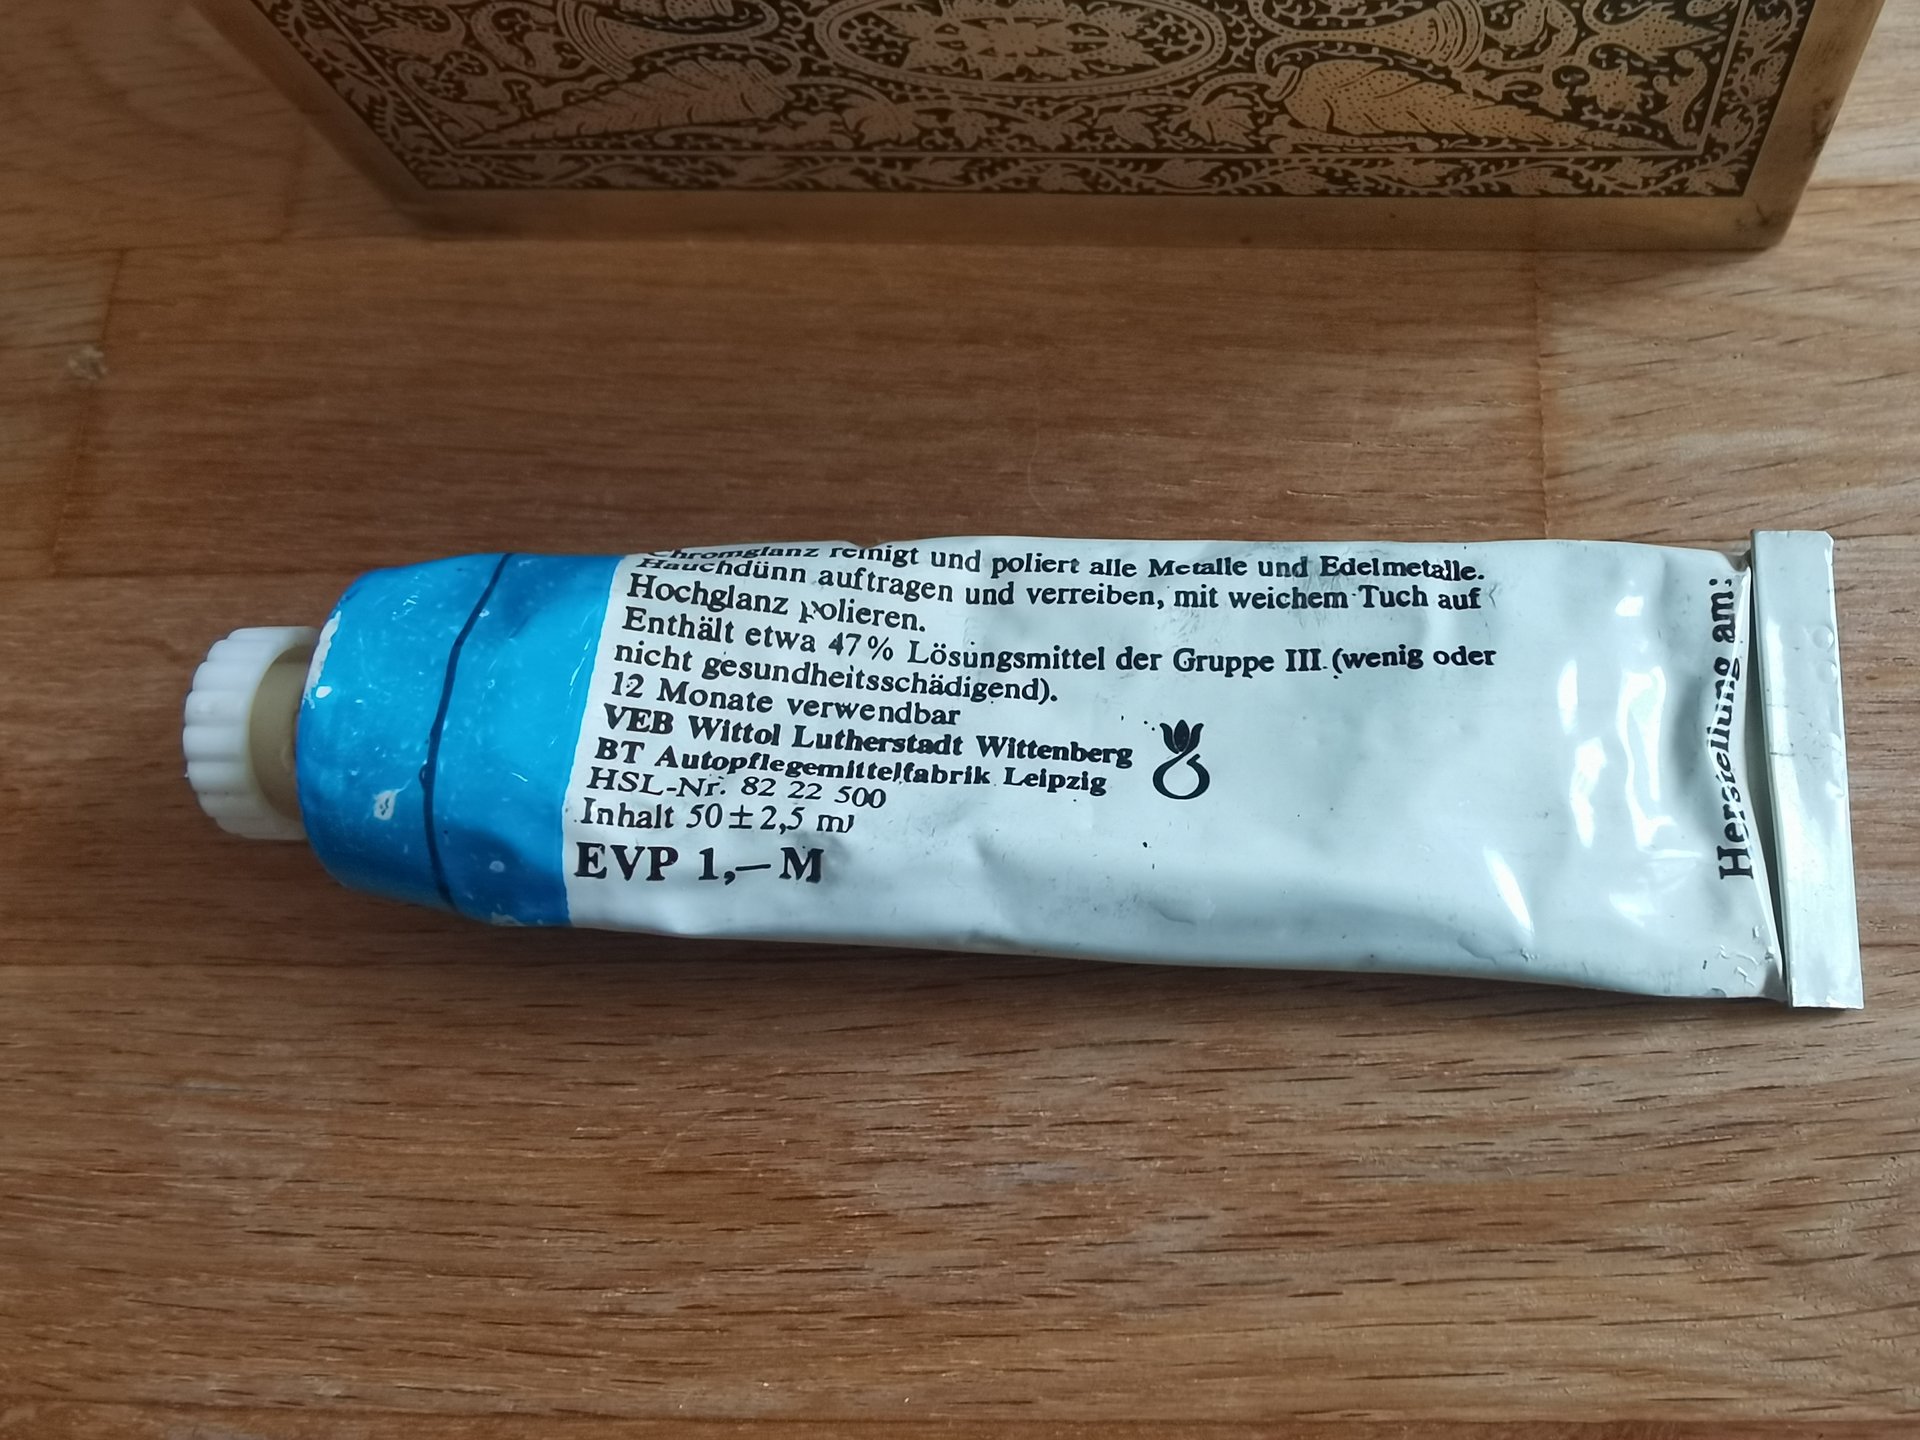 Chromglanz reinigt und poliert alle Metalle und Edelmetalle.
Hauchdünn auftragen und verreiben, mit weichem Tuch auf
Hochglanz polieren.
Enthält etwa 47% Lösungsmittel der Gruppe III (wenig oder
nicht gesundheitsschädigend).
12 Monate verwendbar
VEB Wittol Lutherstadt Wittenberg
BT Autopflegemittelfabrik Leipzig
HSL-Nr. 82 22 500
Inhalt 50 ± 2,5 ml
EVP 1,— M
Herstellung am: